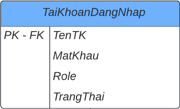 TaiKhoanDangNhap
PK - FK TenTK
MatKhau
Role
TrangThai